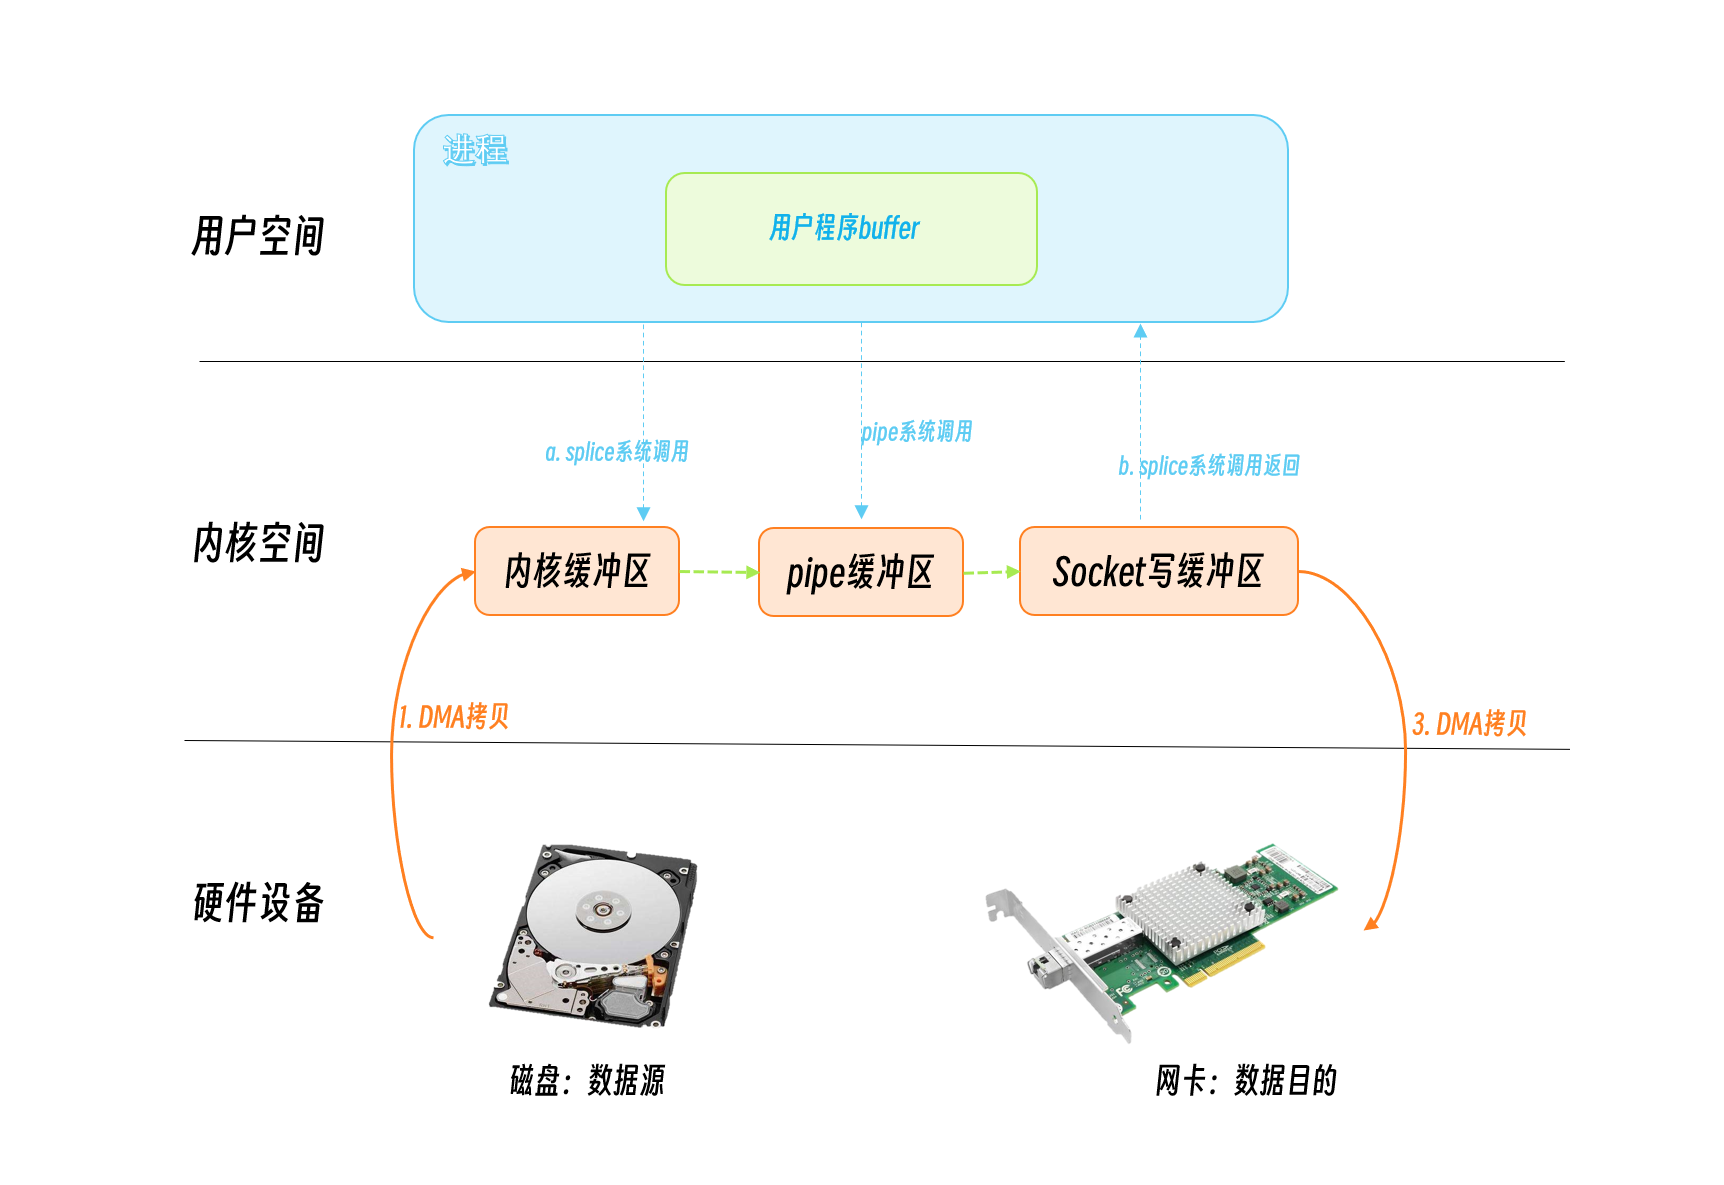 进程
用户程序buffer
用户空间
pipe系统调用
a. splice系统调用
b. splice系统调用返回
内核空间
内核缓冲区
pipe缓冲区
Socket写缓冲区
1. DMA拷贝
3. DMA拷贝
硬件设备
磁盘：数据源
网卡：数据目的